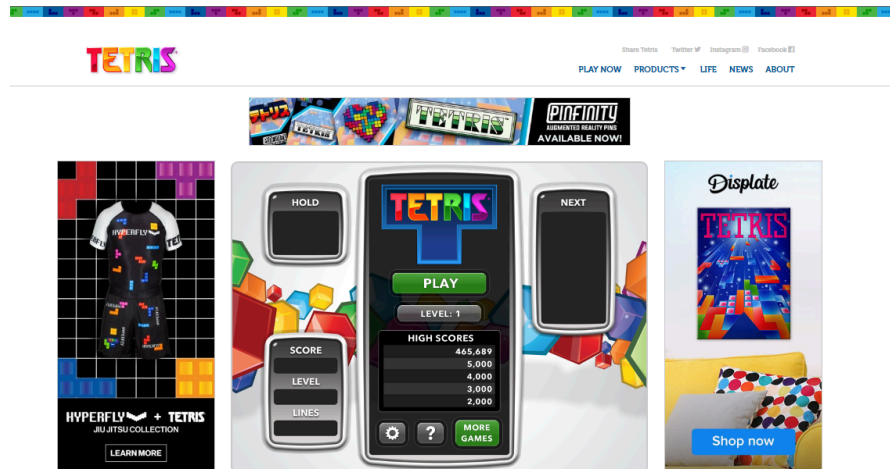 Share Tetris Twitter Instagram Facebook
TETRIS
PLAY NOW PRODUCTS LIFE NEWS ABOUT
TETRIS
TETRIS
PINFINITY
AUGMENTED REALITY PINS
AVAILABLE NOW!
HYPERFLY
HYPERFLY + TETRIS
JIU JITSU COLLECTION
LEARN MORE
HOLD
SCORE
LEVEL
LINES
TETRIS
PLAY
LEVEL: 1
HIGH SCORES
465,689
5,000
4,000
3,000
2,000
?
MORE
GAMES
NEXT
Displate
TETRIS
Shop now